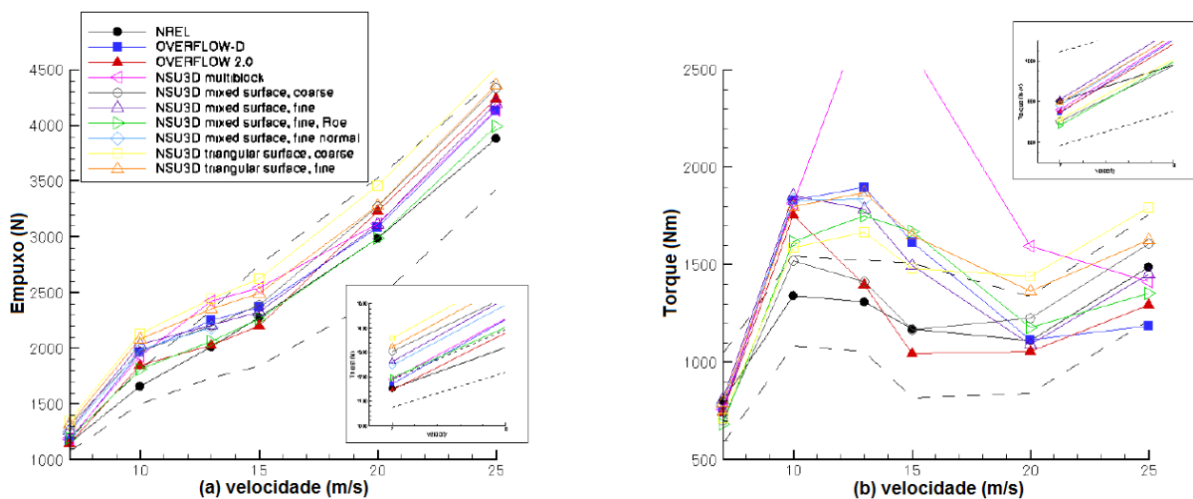 NREL
OVERFLOW-D
OVERFLOW 2.0
NSU3D multiblock
NSU3D mixed surface, coarse
NSU3D mixed surface, fine
NSU3D mixed surface, fine, Roe
NSU3D mixed surface, fine normal
NSU3D triangular surface, coarse
NSU3D triangular surface, fine
4500
4000
3500
3000
2500
2000
1500
1000
Empuxo (N)
10
15
20
25
(a) velocidade (m/s)
2500
2000
1500
1000
500
Torque (Nm)
10
15
20
25
(b) velocidade (m/s)